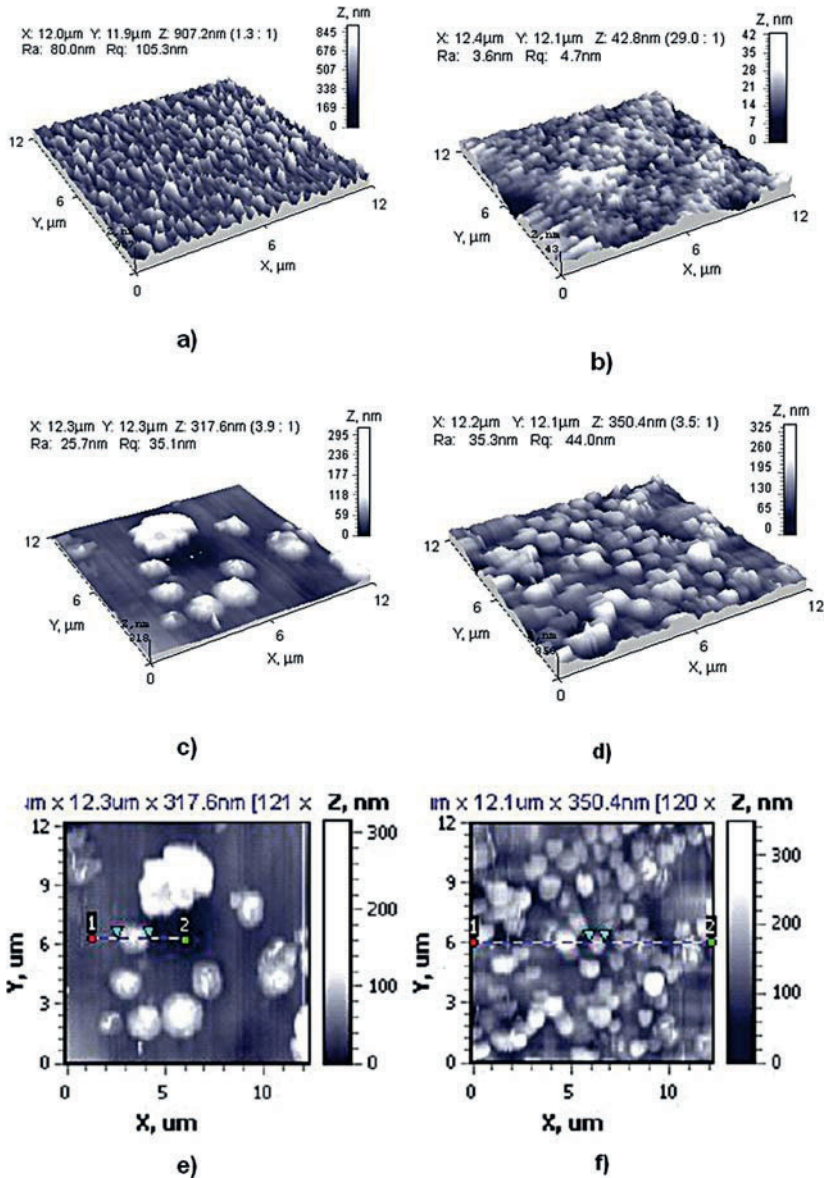 X: 12.0µm Y: 11.9µm Z: 907.2nm (1.3 : 1)
Ra: 80.0nm Rq: 105.3nm
Z, nm
845
676
507
338
169
0
12
Y, µm
6
Z,nm
0
6
X, µm
12
a)
X: 12.4µm Y: 12.1µm Z: 42.8nm (29.0 : 1)
Ra: 3.6nm Rq: 4.7nm
Z, nm
42
35
28
21
14
7
0
12
Y, µm
6
Z,nm
43
0
6
X, µm
12
b)
X: 12.3µm Y: 12.3µm Z: 317.6nm (3.9 : 1)
Ra: 25.7nm Rq: 35.1nm
Z, nm
295
236
177
118
59
0
12
Y, µm
6
Z,nm
318
0
6
X, µm
12
c)
X: 12.2µm Y: 12.1µm Z: 350.4nm (3.5: 1)
Ra: 35.3nm Rq: 44.0nm
Z, nm
325
260
195
130
65
0
12
Y, µm
6
0
6
X, µm
12
d)
x 12.3um x 317.6nm [121 x
Z, nm
12
9
6
3
0
Y, um
1
2
300
200
100
0
0
5
10
X, um
e)
x 12.1um x 350.4nm [120 x
Z, nm
12
9
6
3
0
Y, um
1
2
300
200
100
0
0
5
10
X, um
f)